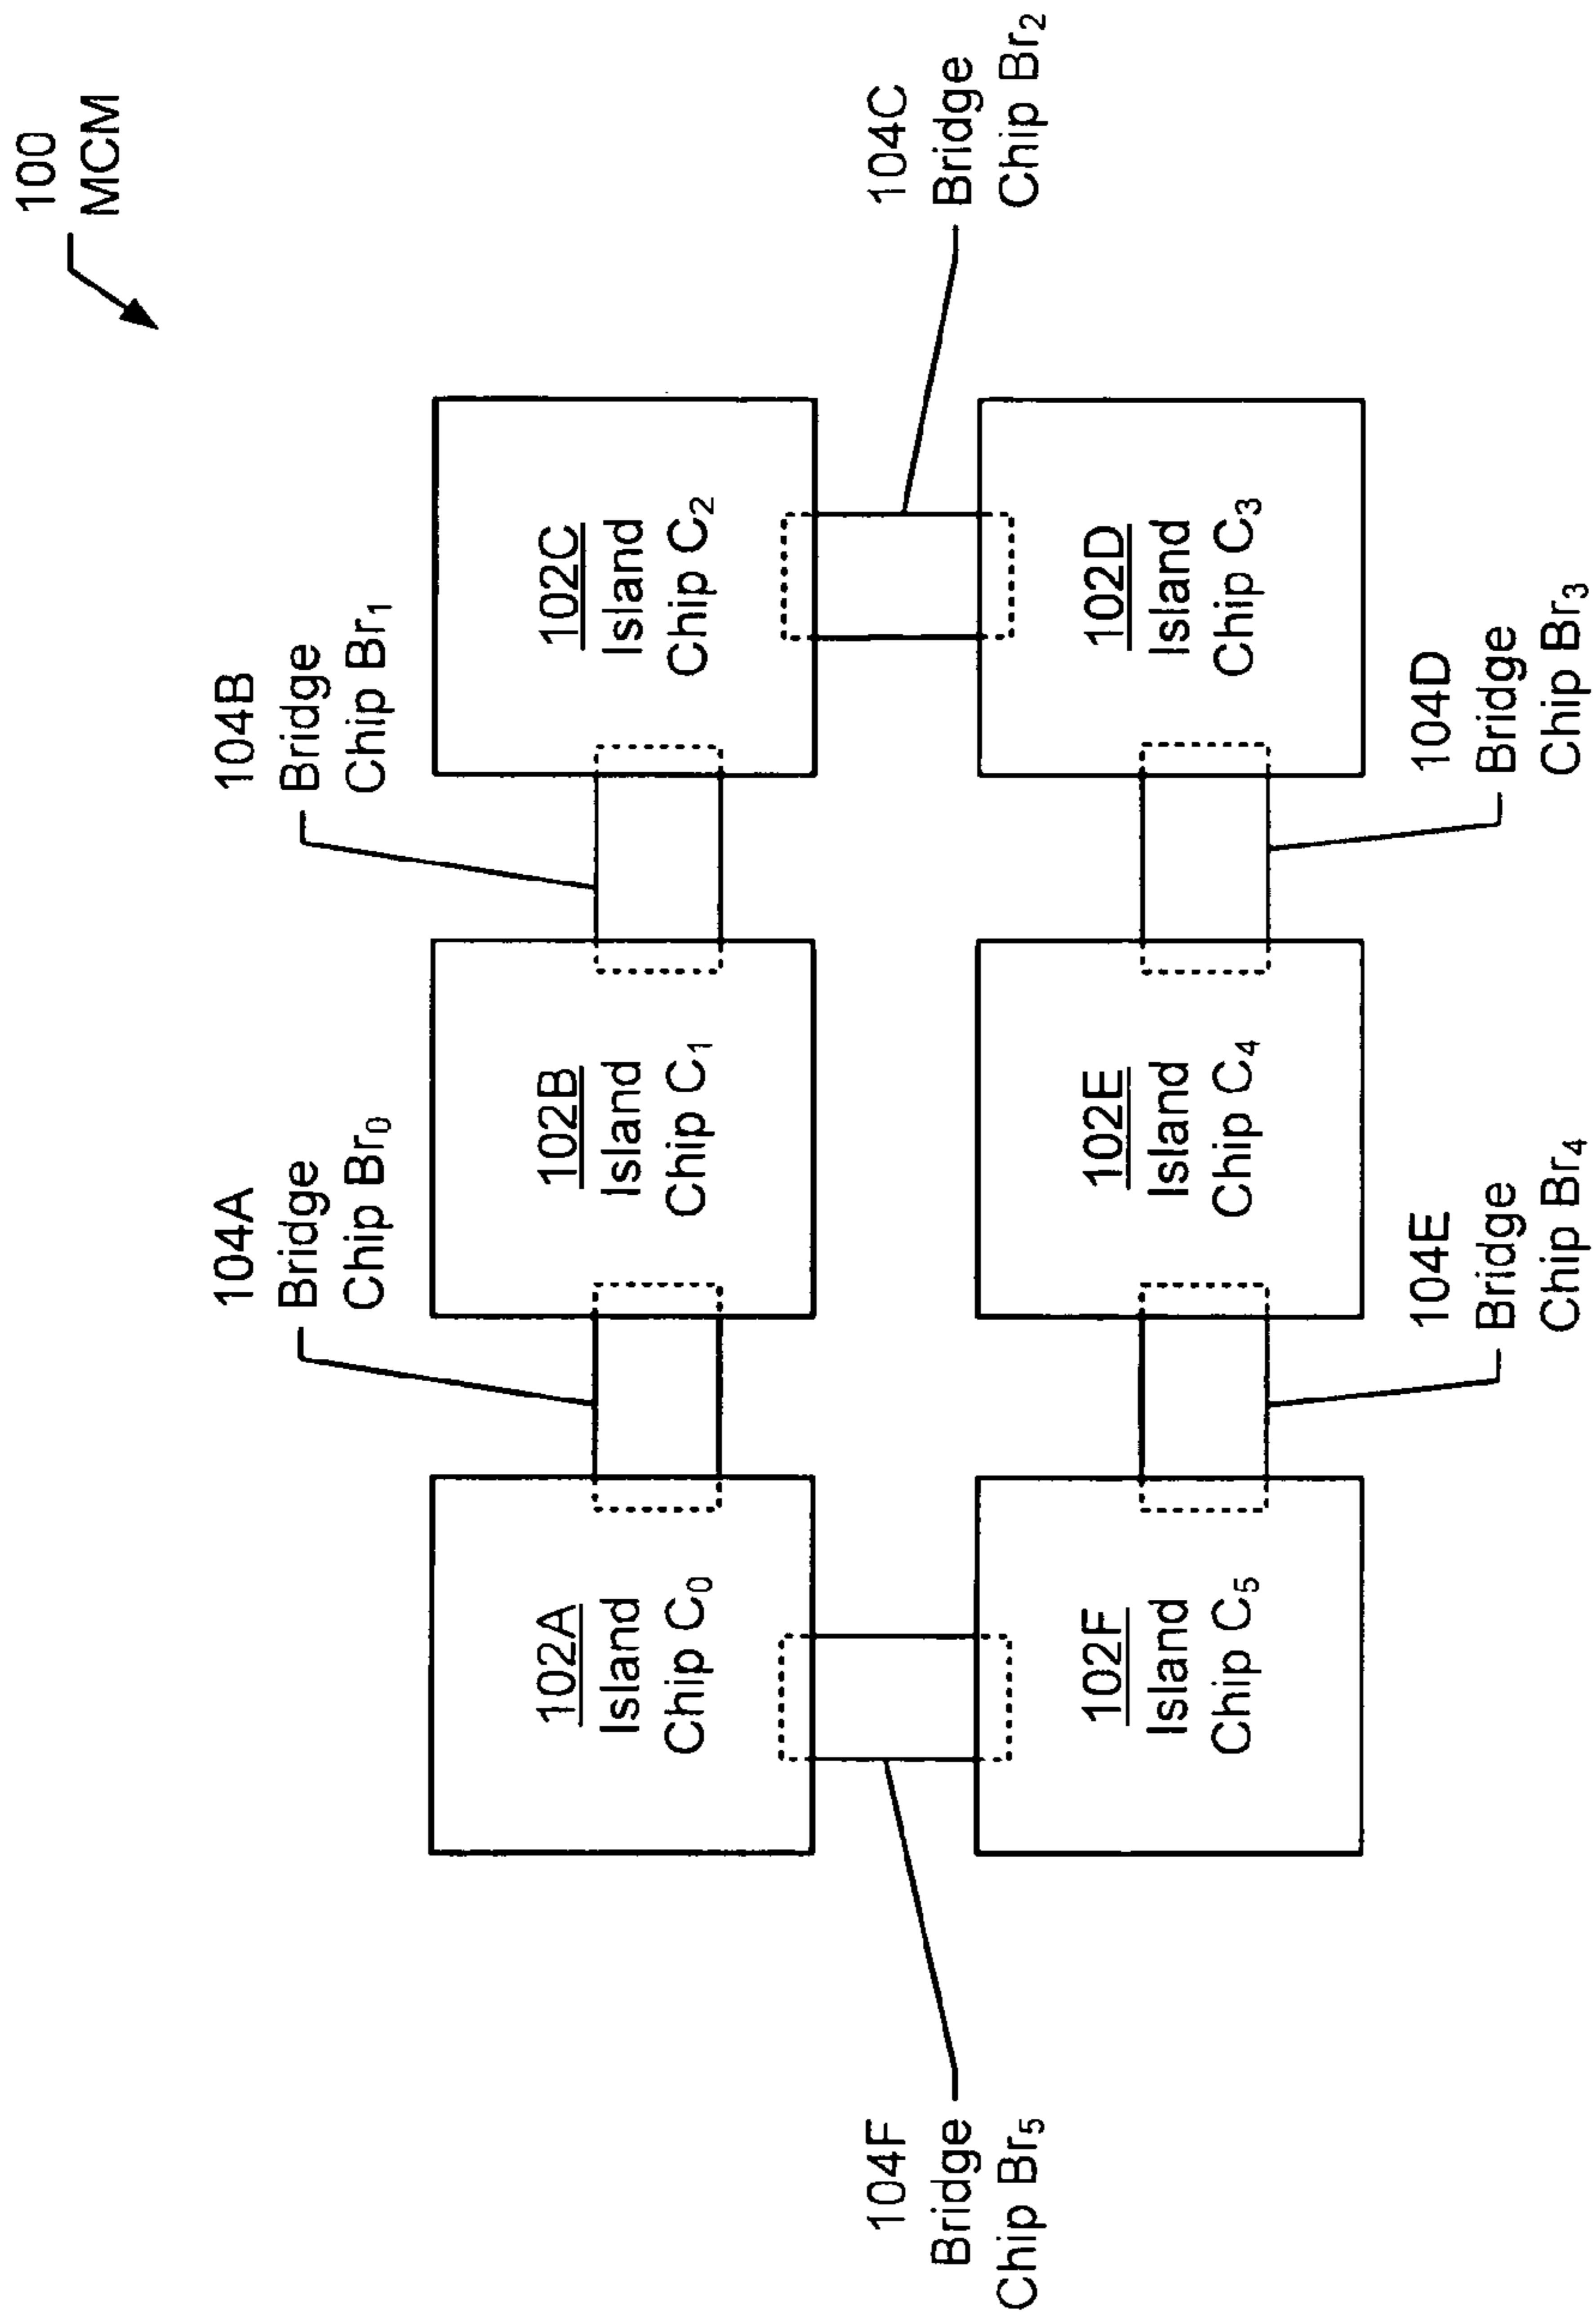 100
MCM
104A
Bridge
Chip Br₀
104B
Bridge
Chip Br₁
102A
Island
Chip C₀
102B
Island
Chip C₁
102C
Island
Chip C₂
104F
Bridge
Chip Br₅
104C
Bridge
Chip Br₂
102F
Island
Chip C₅
102E
Island
Chip C₄
102D
Island
Chip C₃
104E
Bridge
Chip Br₄
104D
Bridge
Chip Br₃